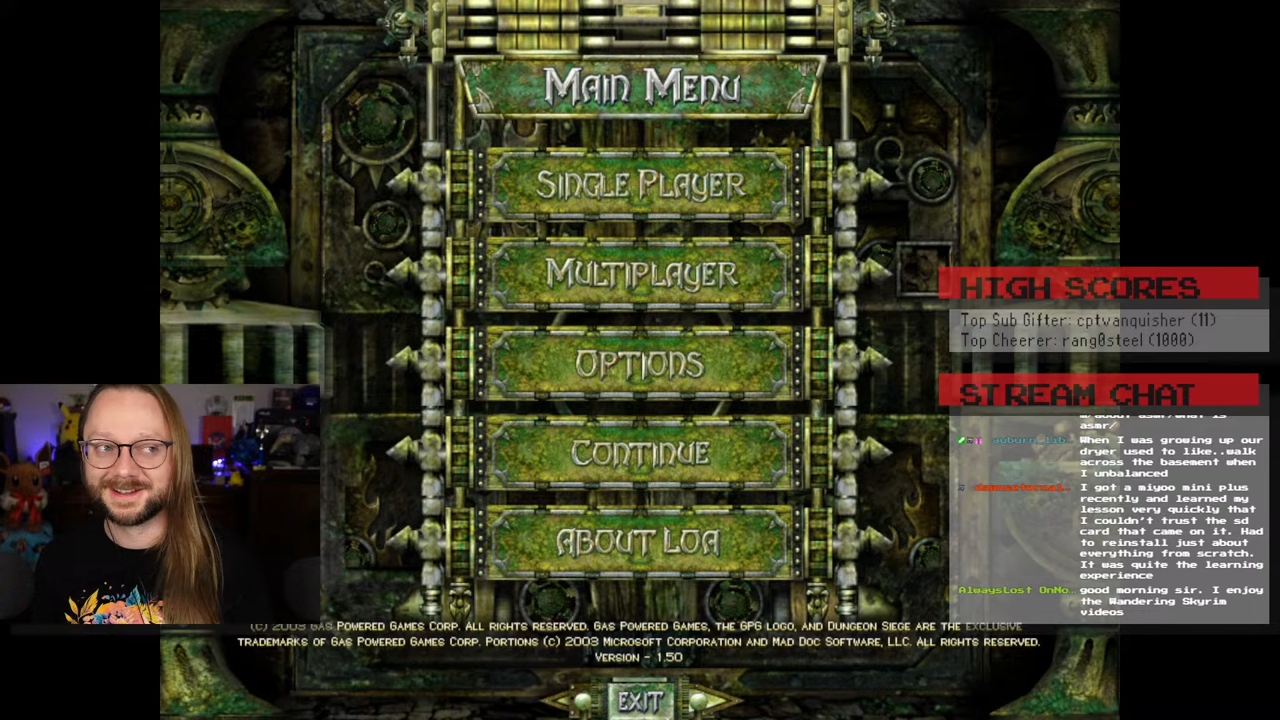 Main Menu
Single Player
Multiplayer
Options
Continue
About LoA
(c) 2003 Gas Powered Games Corp. All rights reserved. Gas Powered Games, the GPG logo, and Dungeon Siege are the exclusive
trademarks of Gas Powered Games Corp. Portions (c) 2003 Microsoft Corporation and Mad Doc Software, LLC. All rights reserved.
Version - 1.50
Exit
HIGH SCORES
Top Sub Gifter: cptvanquisher (11)
Top Cheerer: rang0steel (1000)
STREAM CHAT
asmr/
When I was growing up our
dryer used to like..walk
across the basement when
I unbalanced
I got a miyoo mini plus
recently and learned my
lesson very quickly that
I couldn't trust the sd
card that came on it. Had
to reinstall just about
everything from scratch.
It was quite the learning
experience
AlwaysLost OnNo… good morning sir. I enjoy
the Wandering Skyrim
videos